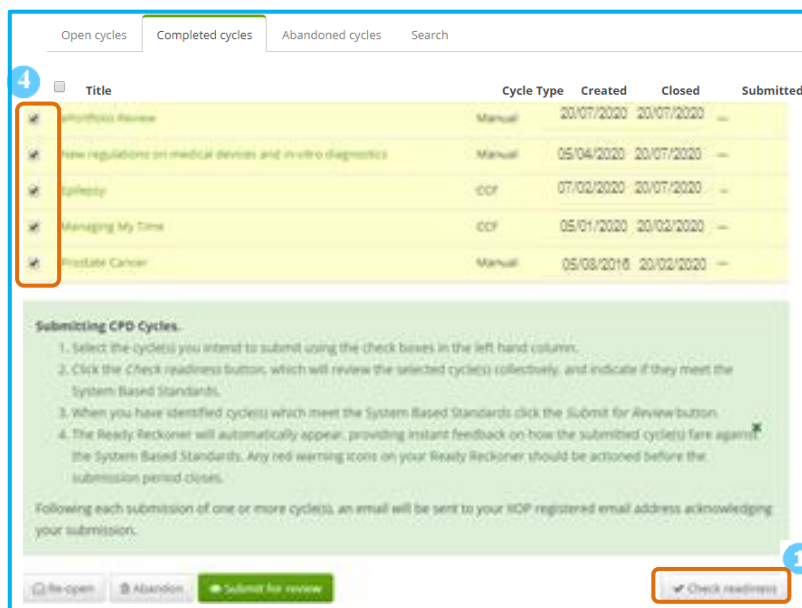 Open cycles Completed cycles Abandoned cycles Search
4
Title Cycle Type Created Closed Submitted
ePortfolio Review Manual 20/07/2020 20/07/2020 —
New regulations on medical devices and in-vitro diagnostics Manual 05/04/2020 20/07/2020 —
Epilepsy CCF 07/02/2020 20/07/2020 —
Managing My Time CCF 05/01/2020 20/02/2020 —
Prostate Cancer Manual 05/08/2016 20/02/2020 —
Submitting CPD Cycles.
1. Select the cycle(s) you intend to submit using the check boxes in the left hand column.
2. Click the Check readiness button, which will review the selected cycle(s) collectively, and indicate if they meet the
System Based Standards.
3. When you have identified cycle(s) which meet the System Based Standards click the Submit for Review button.
4. The Ready Reckoner will automatically appear, providing instant feedback on how the submitted cycle(s) fare against
the System Based Standards. Any red warning icons on your Ready Reckoner should be actioned before the
submission period closes.
Following each submission of one or more cycle(s), an email will be sent to your IIOP registered email address acknowledging
your submission.
Re-open Abandon Submit for review Check readiness